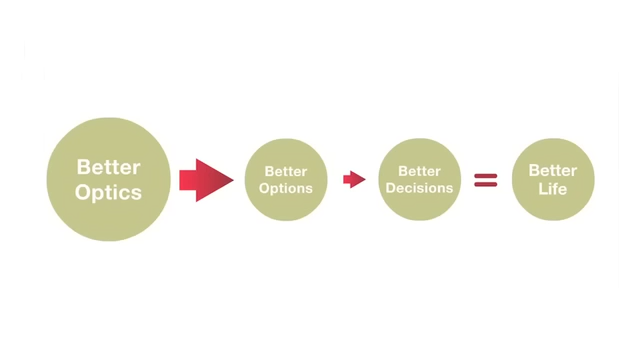 Better
Optics
Better
Options
Better
Decisions
=
Better
Life